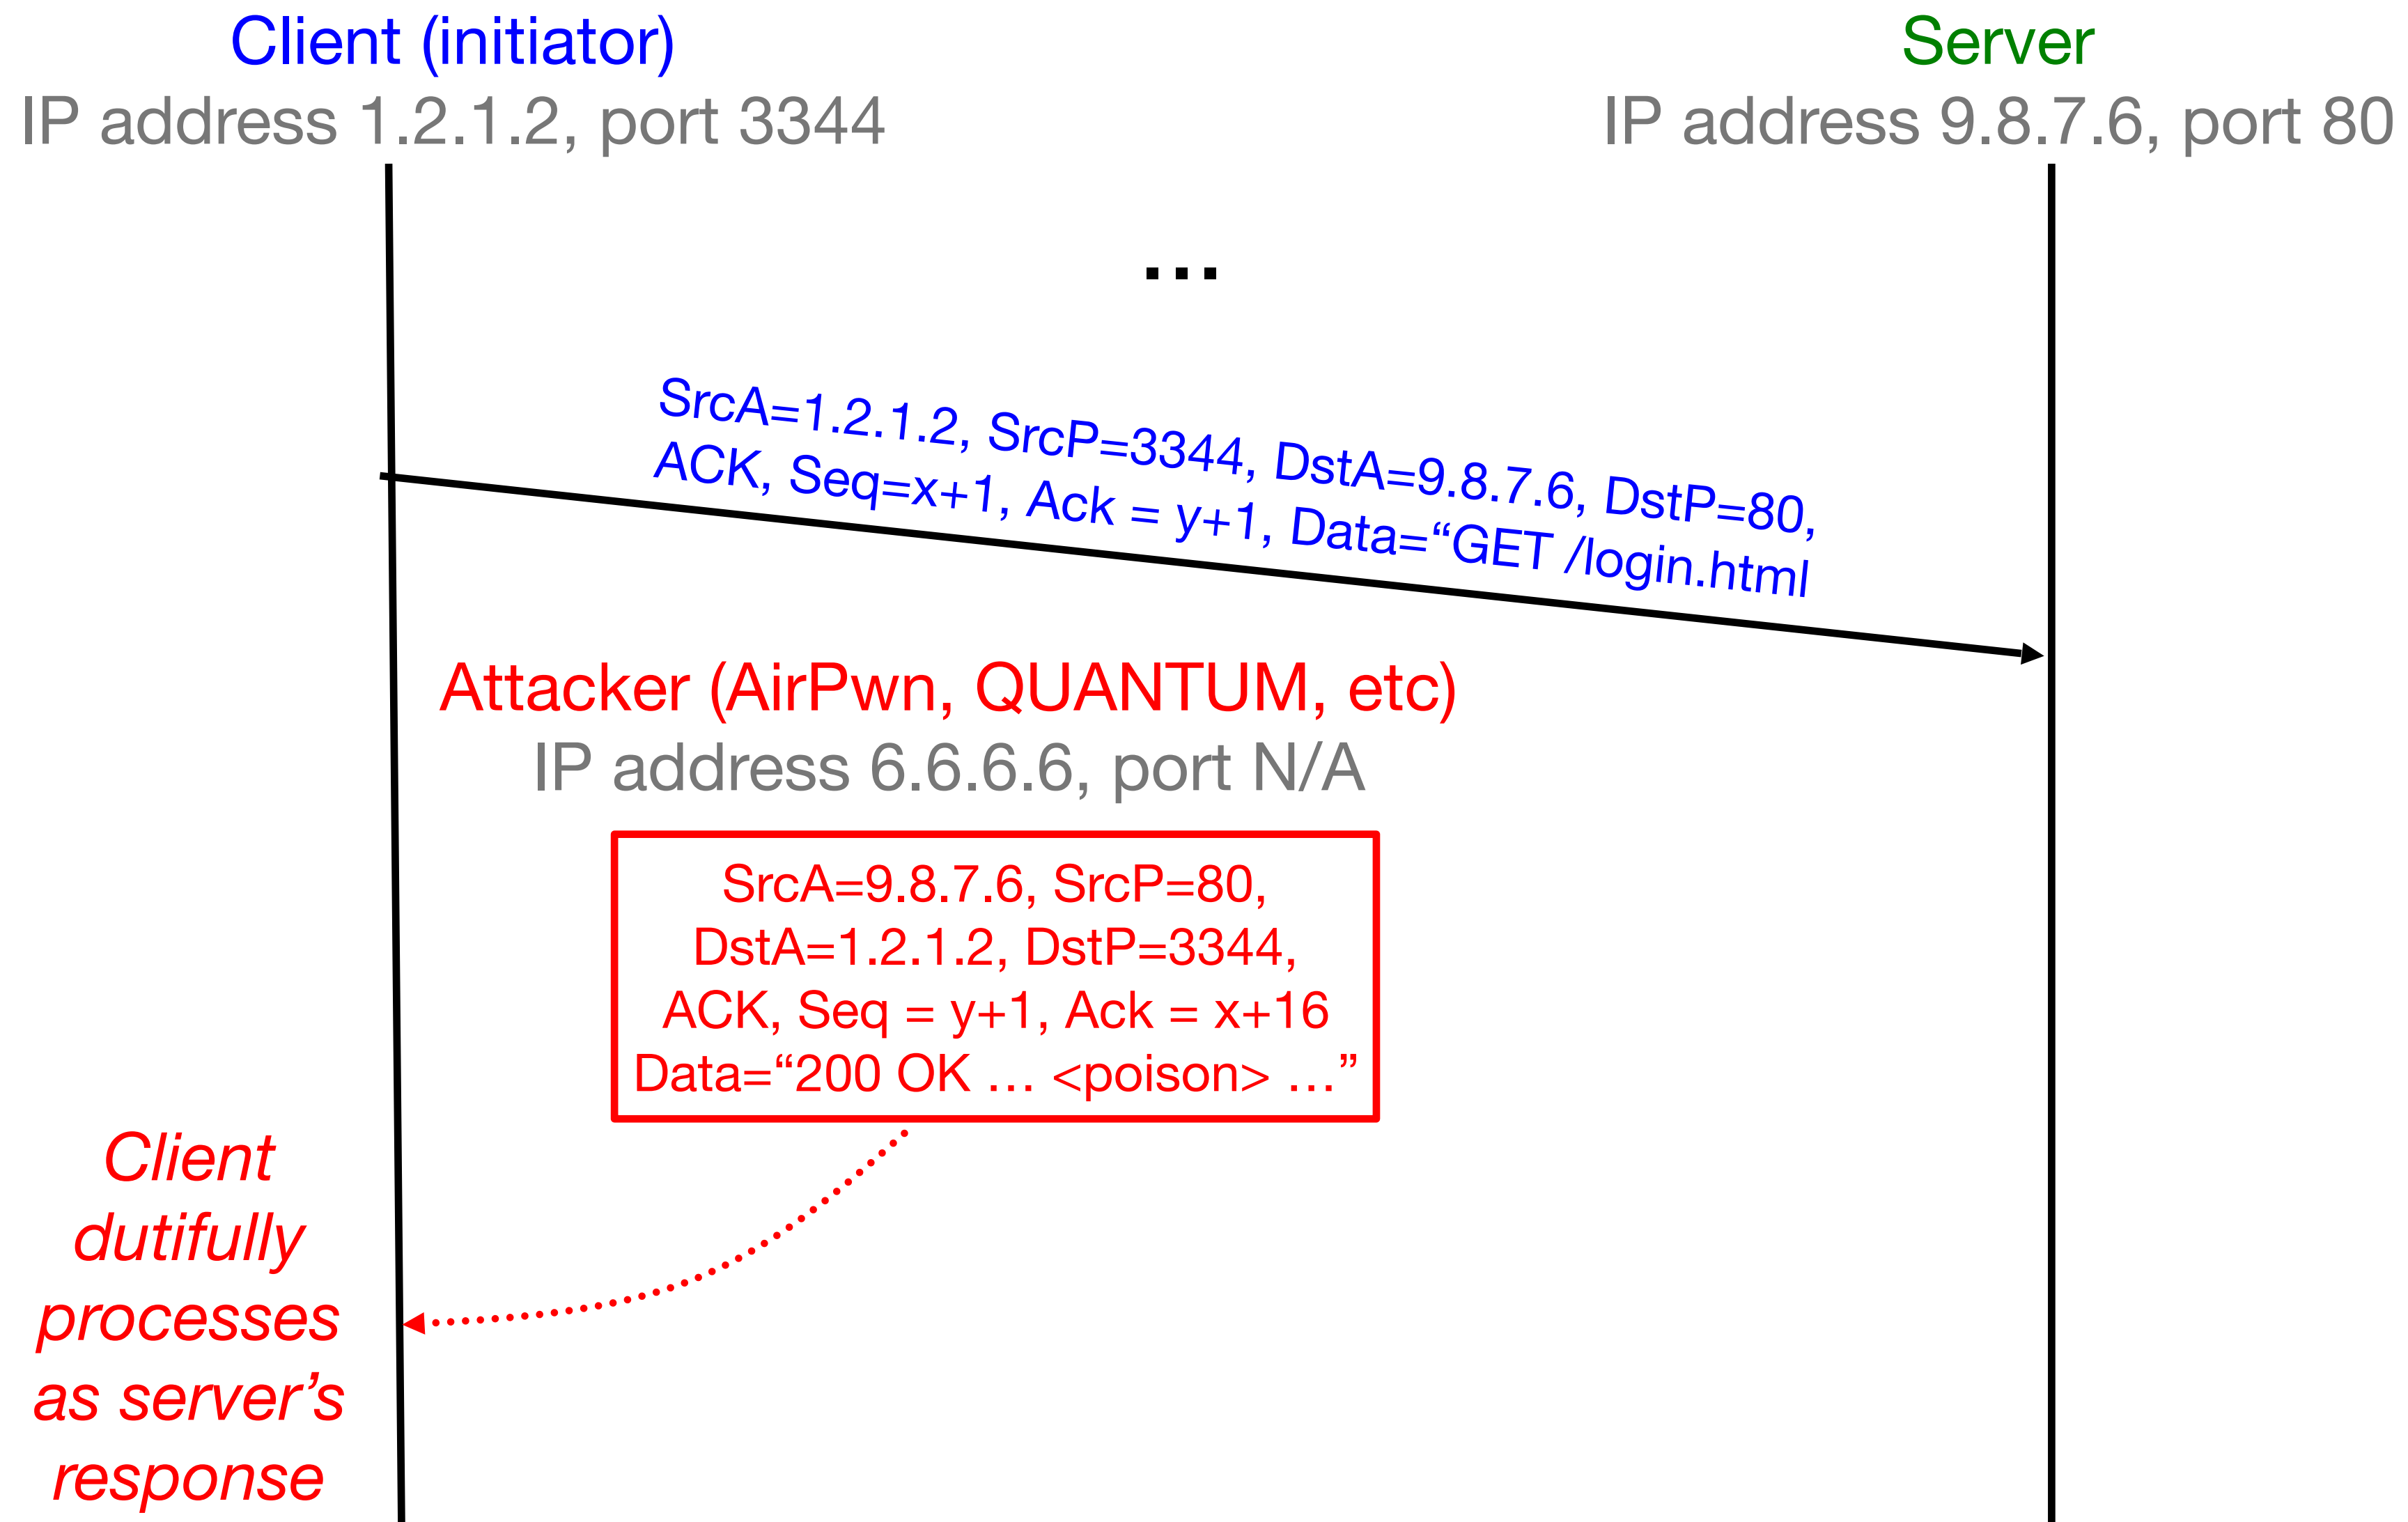 Client (initiator)
IP address 1.2.1.2, port 3344
Server
IP address 9.8.7.6, port 80
...
SrcA=1.2.1.2, SrcP=3344, DstA=9.8.7.6, DstP=80,
ACK, Seq=x+1, Ack = y+1, Data=“GET /login.html
Attacker (AirPwn, QUANTUM, etc)
IP address 6.6.6.6, port N/A
SrcA=9.8.7.6, SrcP=80,
DstA=1.2.1.2, DstP=3344,
ACK, Seq = y+1, Ack = x+16
Data=“200 OK … <poison> …”
Client
dutifully
processes
as server’s
response